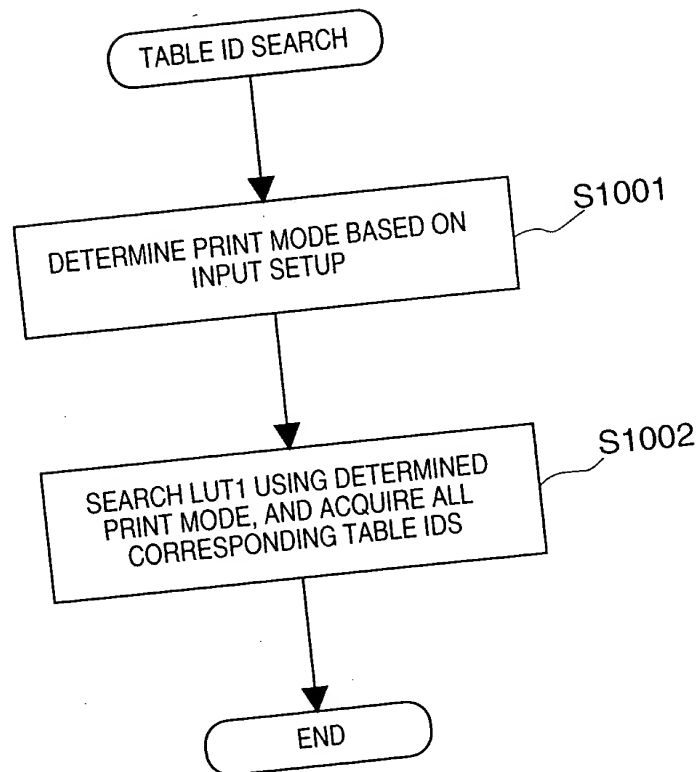 TABLE ID SEARCH
S1001
DETERMINE PRINT MODE BASED ON
INPUT SETUP
S1002
SEARCH LUT1 USING DETERMINED
PRINT MODE, AND ACQUIRE ALL
CORRESPONDING TABLE IDS
END